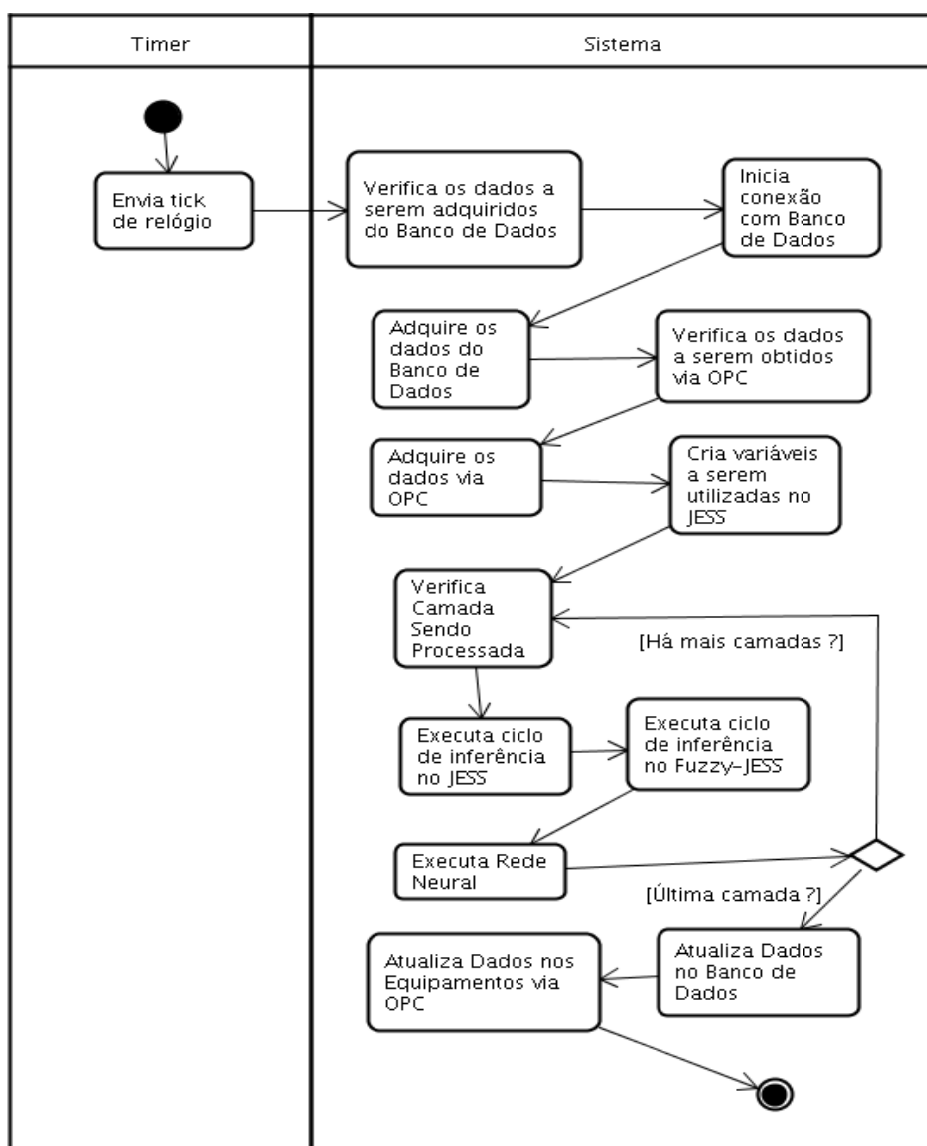 Timer
Sistema
Envia tick
de relógio
Verifica os dados a
serem adquiridos
do Banco de Dados
Inicia
conexão
com Banco
de Dados
Adquire os
dados do
Banco de
Dados
Verifica os dados
a serem obtidos
via OPC
Adquire os
dados via
OPC
Cria variáveis
a serem
utilizadas no
JESS
Verifica
Camada
Sendo
Processada
[Há mais camadas ?]
Executa ciclo
de inferência
no JESS
Executa ciclo
de inferência
no Fuzzy-JESS
Executa Rede
Neural
[Última camada ?]
Atualiza Dados
no Banco de
Dados
Atualiza Dados nos
Equipamentos via
OPC